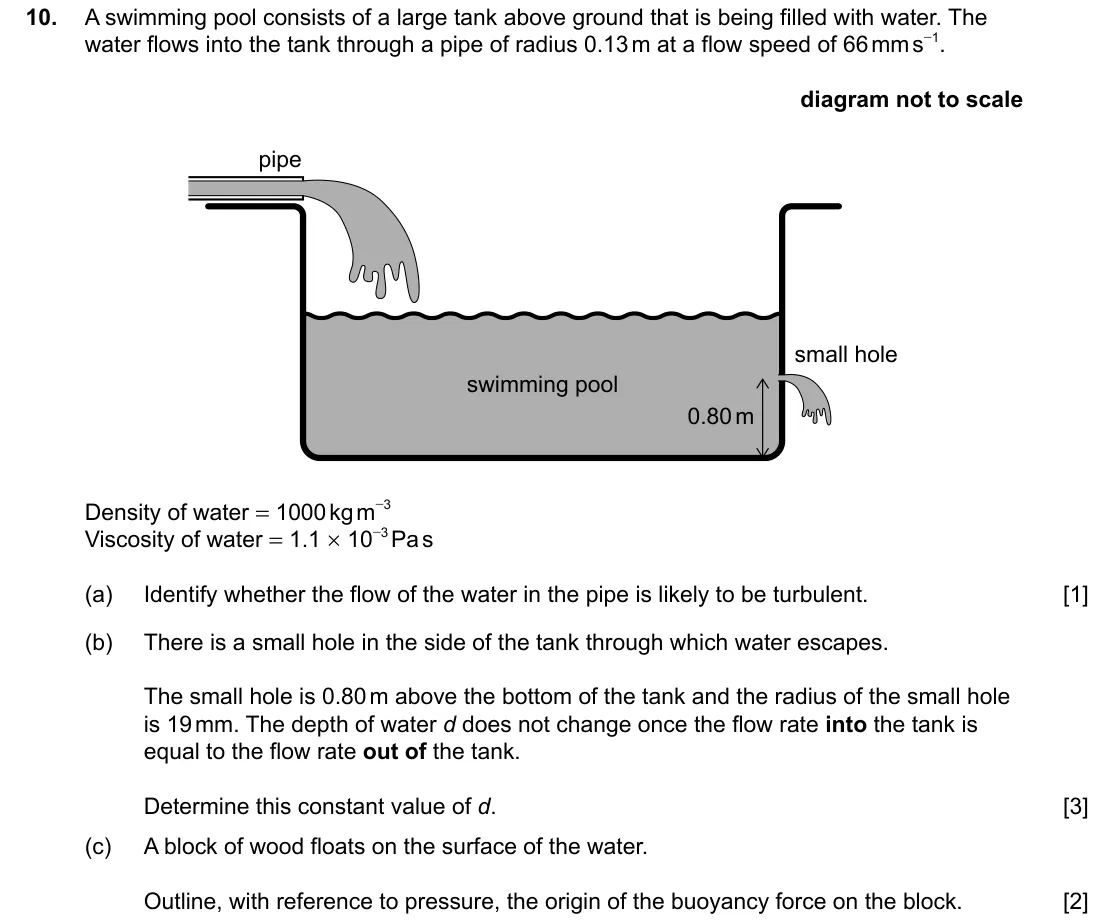 10. A swimming pool consists of a large tank above ground that is being filled with water. The
water flows into the tank through a pipe of radius 0.13 m at a flow speed of 66 mm s⁻¹.
diagram not to scale
pipe
small hole
swimming pool
0.80 m
Density of water = 1000 kg m⁻³
Viscosity of water = 1.1 × 10⁻³ Pa s
(a) Identify whether the flow of the water in the pipe is likely to be turbulent. [1]
(b) There is a small hole in the side of the tank through which water escapes.
The small hole is 0.80 m above the bottom of the tank and the radius of the small hole
is 19 mm. The depth of water d does not change once the flow rate into the tank is
equal to the flow rate out of the tank.
Determine this constant value of d. [3]
(c) A block of wood floats on the surface of the water.
Outline, with reference to pressure, the origin of the buoyancy force on the block. [2]